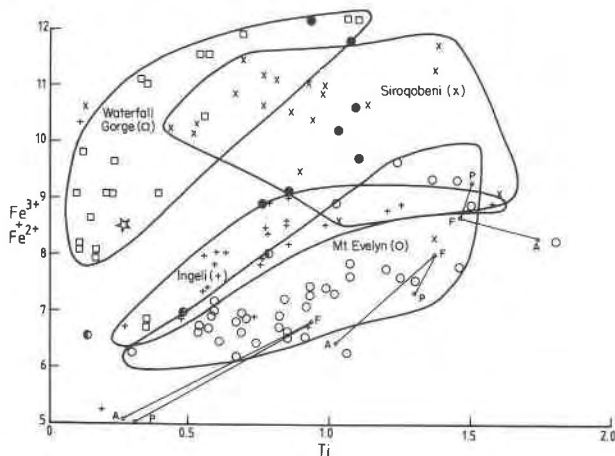 12
11
Waterfall
Gorge (□)
Siroqobeni (x)
10
9
Fe3+
+
Fe2+
8
7
6
5
P
F
A
F
P
Ingeli (+)
Mt Evelyn (O)
F
A
A
P
0
0.5
1.0
1.5
2.0
Ti